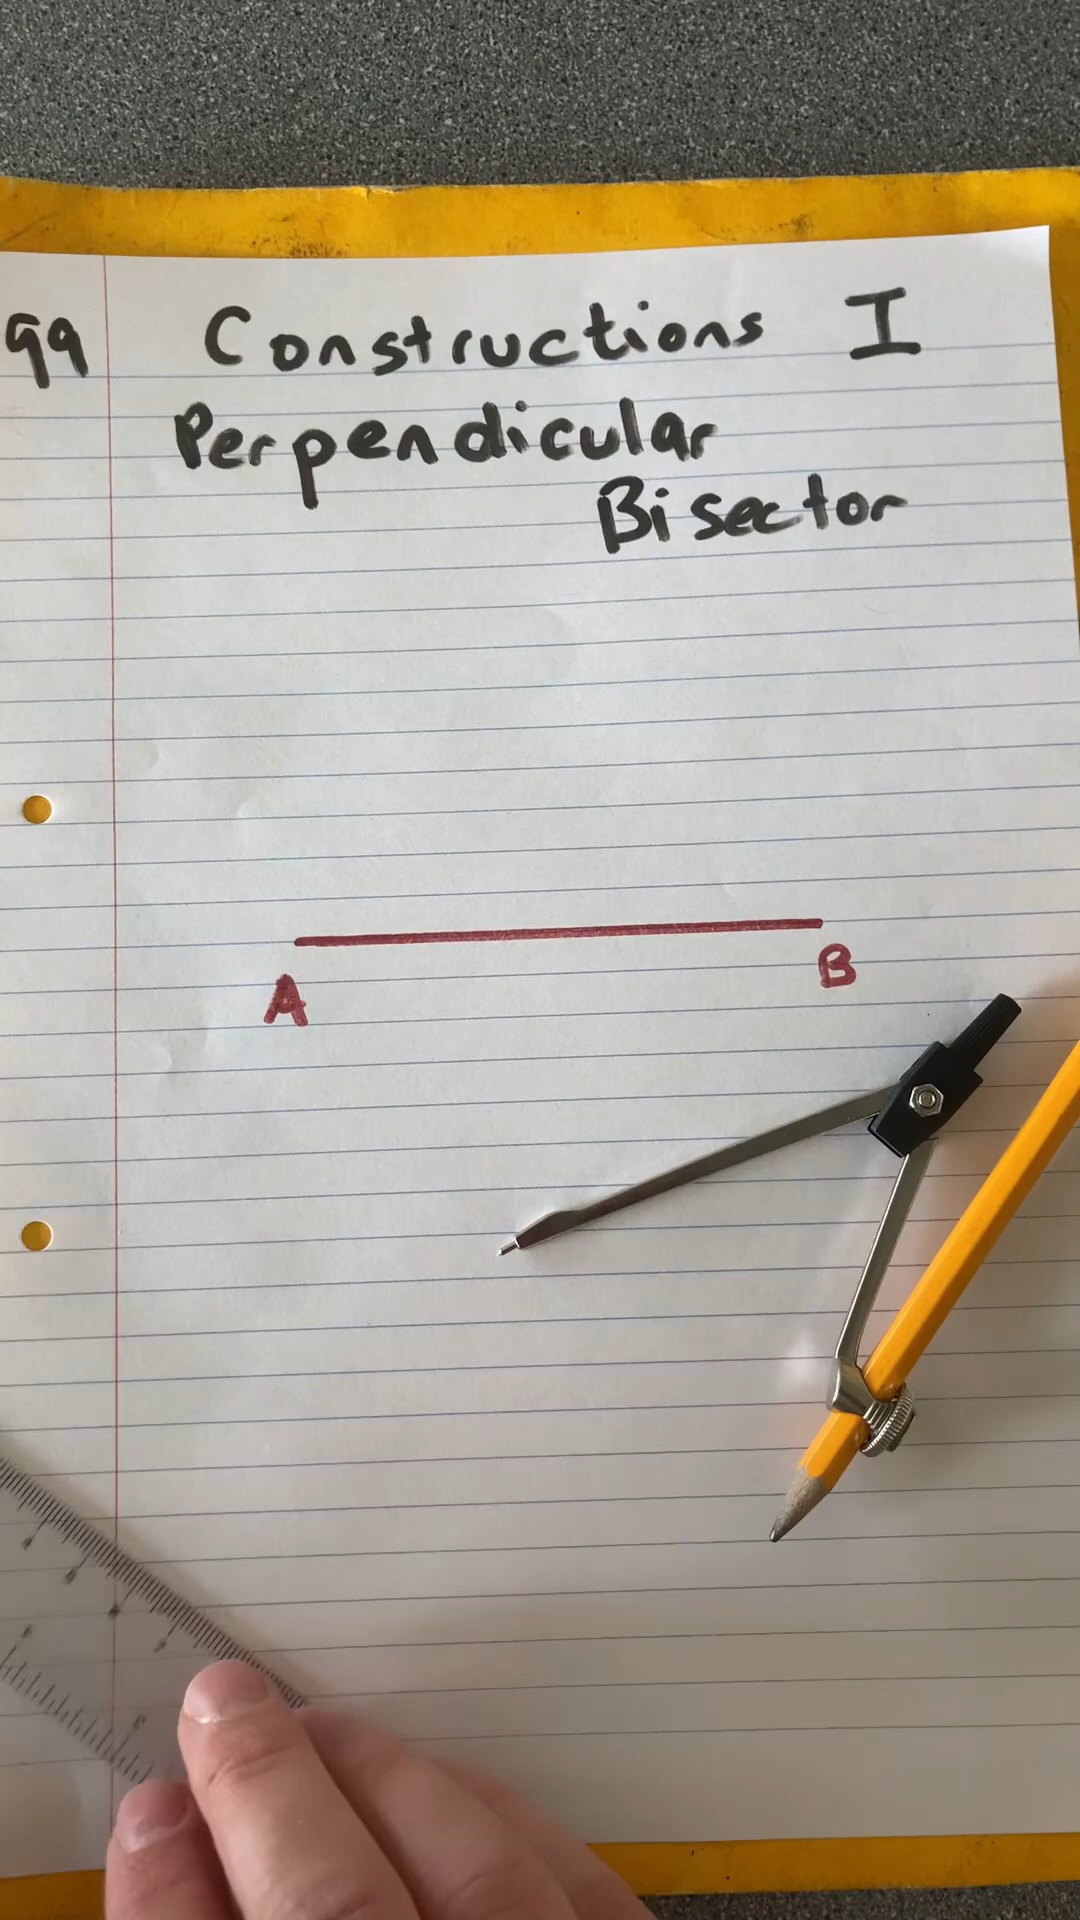 99 Constructions I
Perpendicular
Bisector
A
B